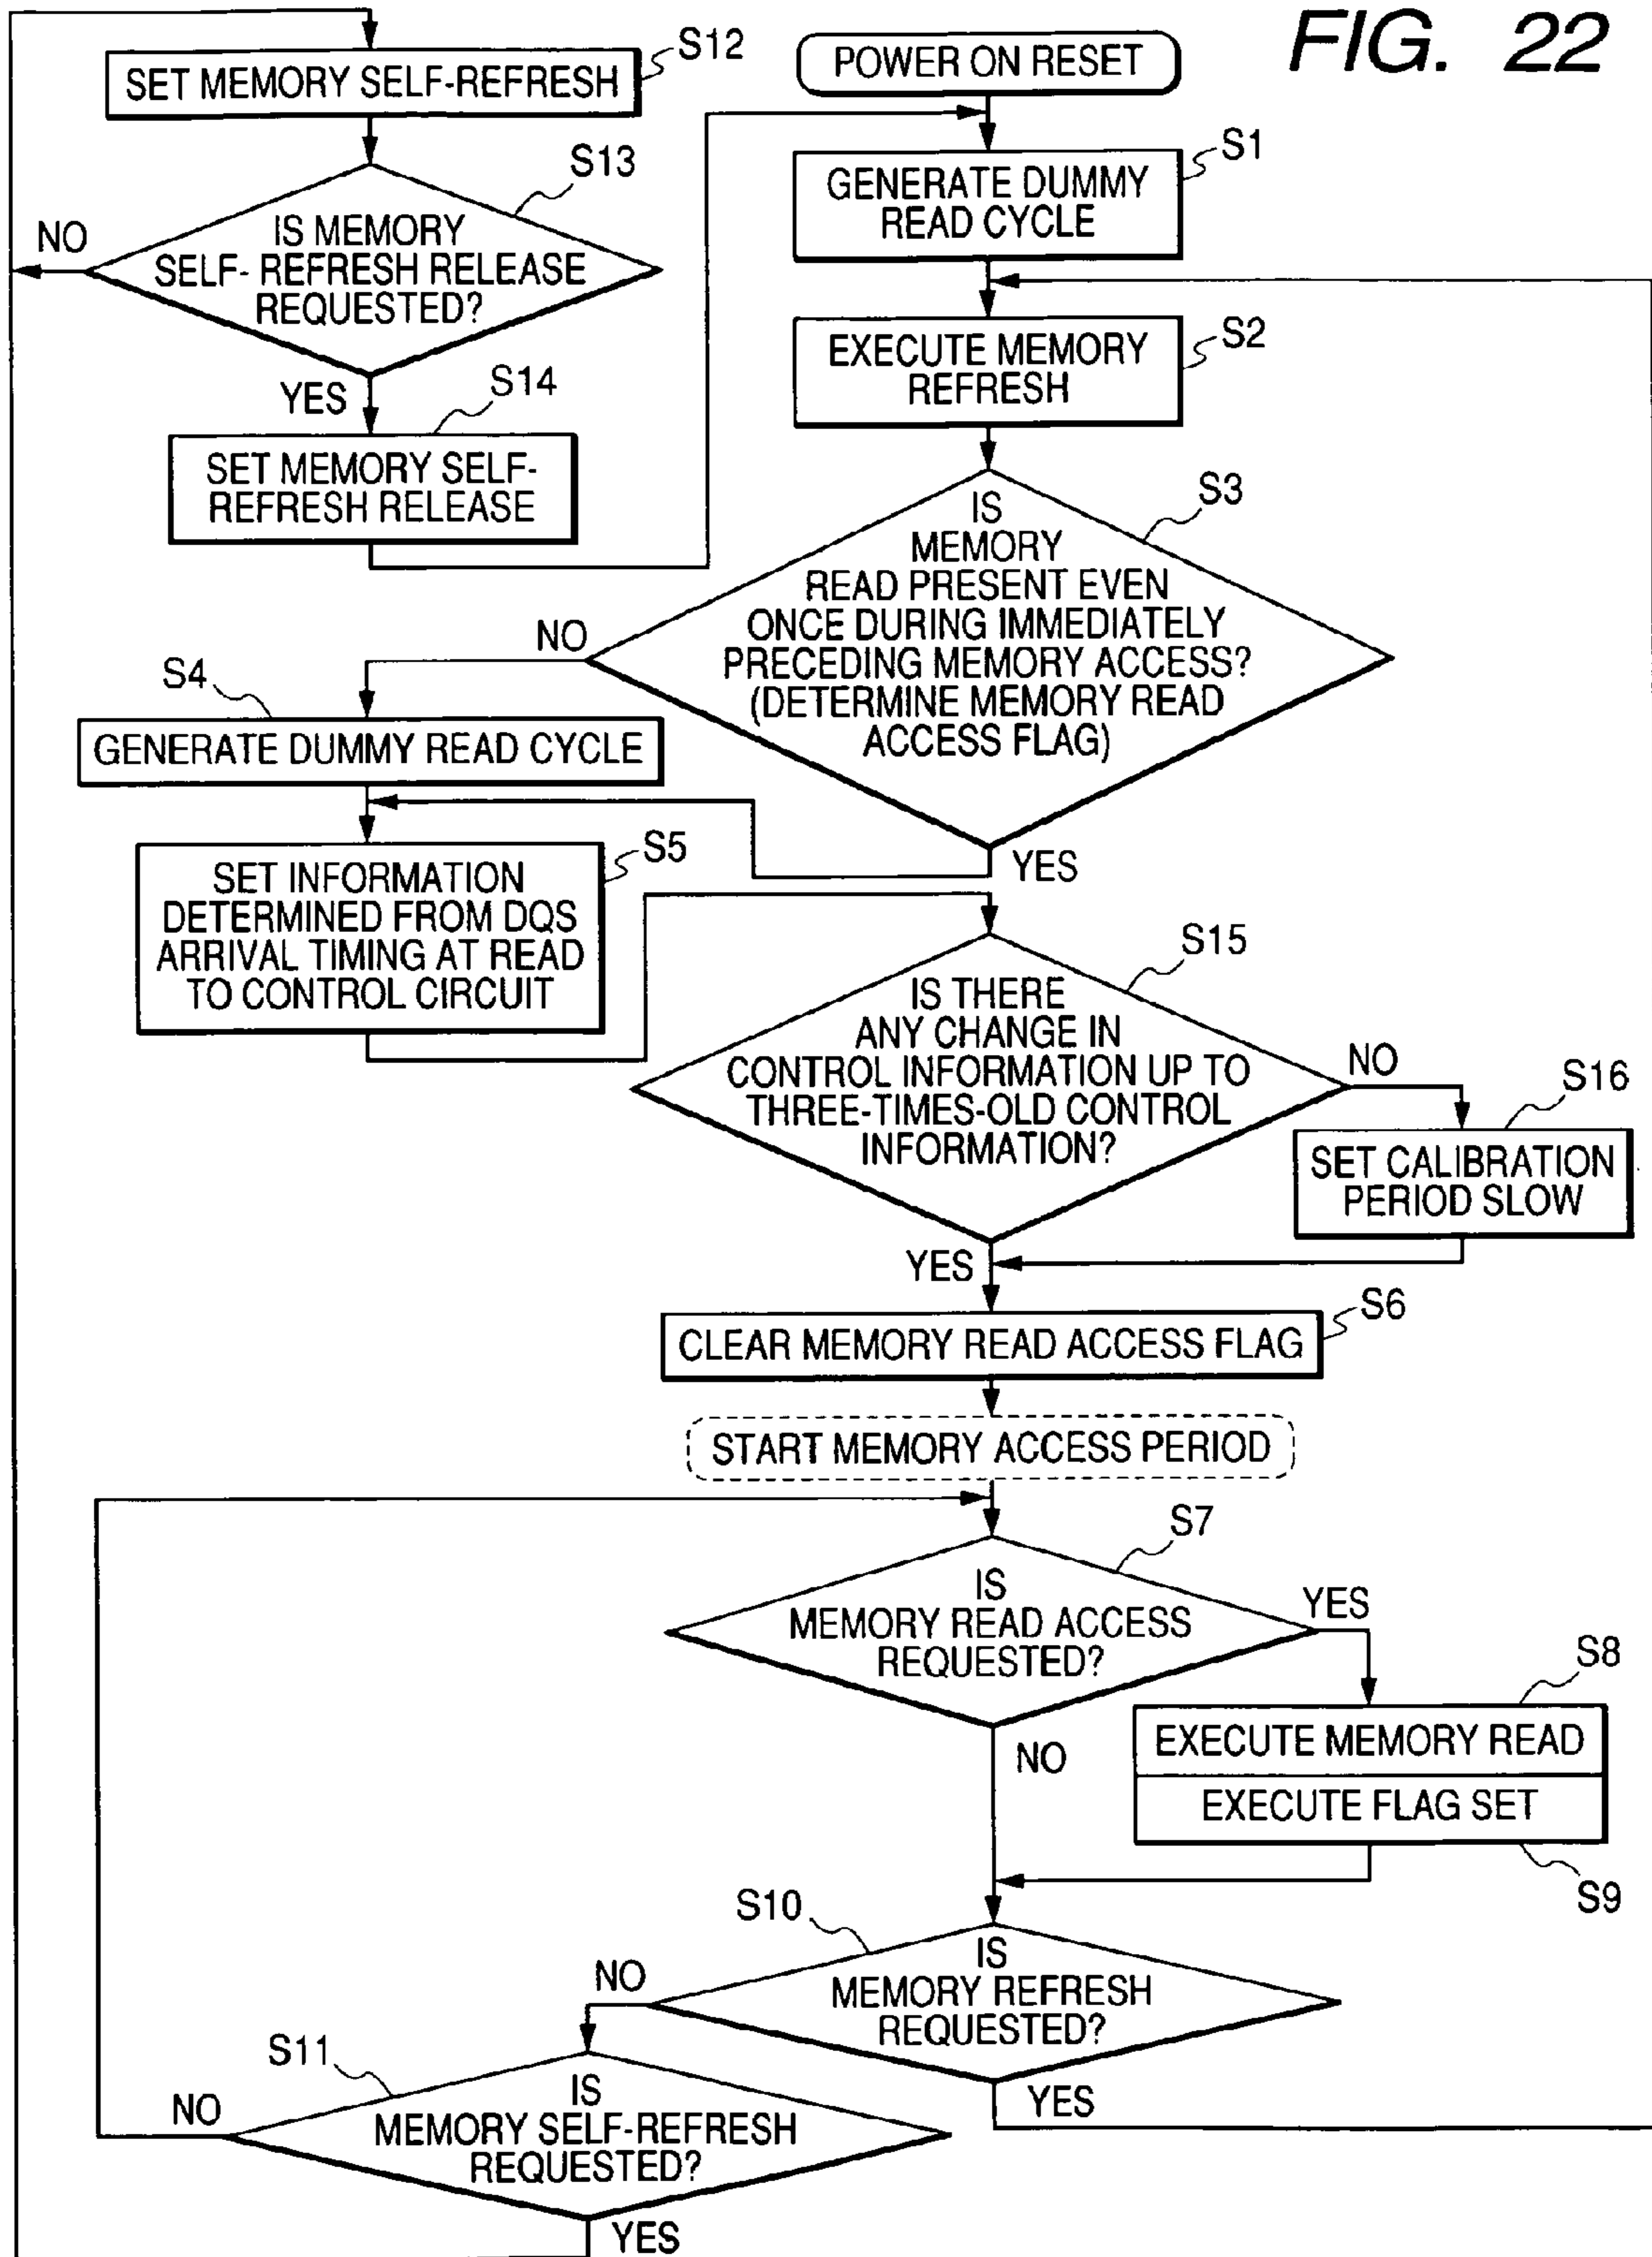 FIG. 22
S12
SET MEMORY SELF-REFRESH
S13
IS MEMORY
SELF- REFRESH RELEASE
REQUESTED?
NO
YES
S14
SET MEMORY SELF-
REFRESH RELEASE
POWER ON RESET
S1
GENERATE DUMMY
READ CYCLE
S2
EXECUTE MEMORY
REFRESH
S3
IS
MEMORY
READ PRESENT EVEN
ONCE DURING IMMEDIATELY
PRECEDING MEMORY ACCESS?
(DETERMINE MEMORY READ
ACCESS FLAG)
NO
YES
S4
GENERATE DUMMY READ CYCLE
S5
SET INFORMATION
DETERMINED FROM DQS
ARRIVAL TIMING AT READ
TO CONTROL CIRCUIT
S15
IS THERE
ANY CHANGE IN
CONTROL INFORMATION UP TO
THREE-TIMES-OLD CONTROL
INFORMATION?
NO
S16
SET CALIBRATION
PERIOD SLOW
YES
S6
CLEAR MEMORY READ ACCESS FLAG
START MEMORY ACCESS PERIOD
S7
IS
MEMORY READ ACCESS
REQUESTED?
YES
NO
S8
EXECUTE MEMORY READ
EXECUTE FLAG SET
S9
S10
IS
MEMORY REFRESH
REQUESTED?
NO
YES
S11
IS
MEMORY SELF-REFRESH
REQUESTED?
NO
YES